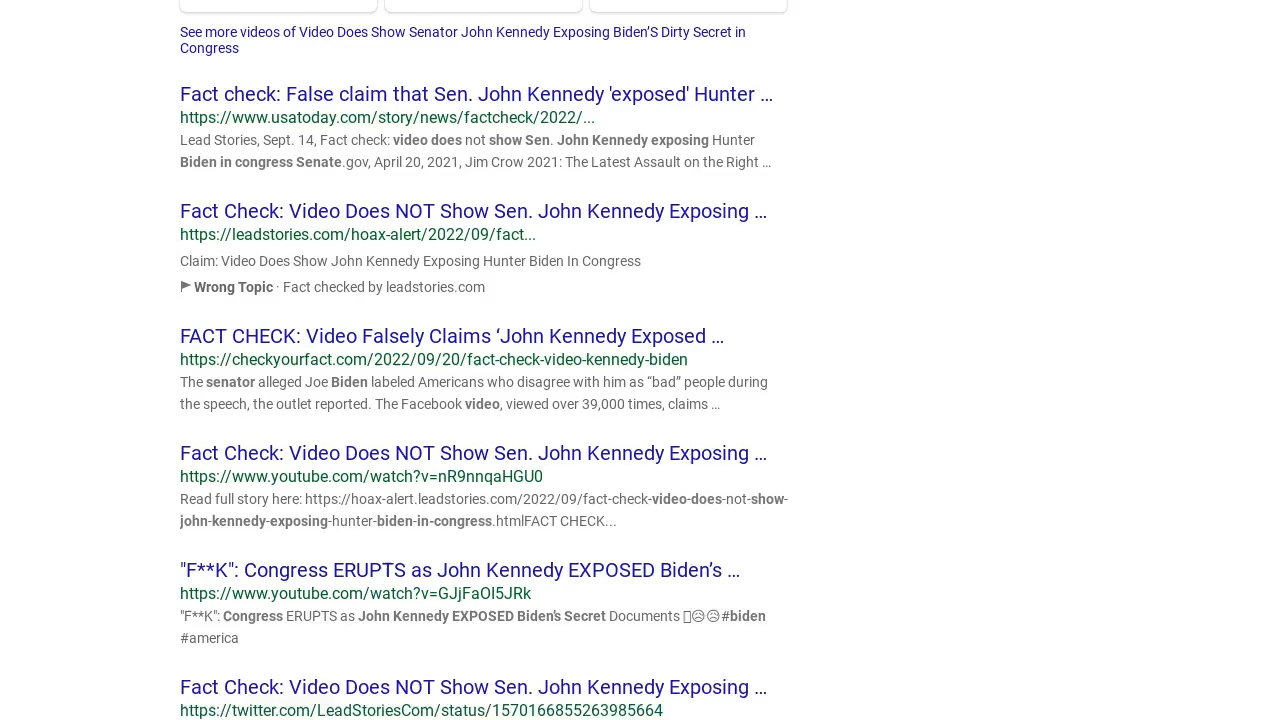 See more videos of Video Does Show Senator John Kennedy Exposing Biden’S Dirty Secret in
Congress
Fact check: False claim that Sen. John Kennedy 'exposed' Hunter …
https://www.usatoday.com/story/news/factcheck/2022/...
Lead Stories, Sept. 14, Fact check: video does not show Sen. John Kennedy exposing Hunter
Biden in congress Senate.gov, April 20, 2021, Jim Crow 2021: The Latest Assault on the Right …
Fact Check: Video Does NOT Show Sen. John Kennedy Exposing …
https://leadstories.com/hoax-alert/2022/09/fact...
Claim: Video Does Show John Kennedy Exposing Hunter Biden In Congress
Wrong Topic · Fact checked by leadstories.com
FACT CHECK: Video Falsely Claims ‘John Kennedy Exposed …
https://checkyourfact.com/2022/09/20/fact-check-video-kennedy-biden
The senator alleged Joe Biden labeled Americans who disagree with him as “bad” people during
the speech, the outlet reported. The Facebook video, viewed over 39,000 times, claims …
Fact Check: Video Does NOT Show Sen. John Kennedy Exposing …
https://www.youtube.com/watch?v=nR9nnqaHGU0
Read full story here: https://hoax-alert.leadstories.com/2022/09/fact-check-video-does-not-show-
john-kennedy-exposing-hunter-biden-in-congress.htmlFACT CHECK...
"F**K": Congress ERUPTS as John Kennedy EXPOSED Biden’s …
https://www.youtube.com/watch?v=GJjFaOI5JRk
"F**K": Congress ERUPTS as John Kennedy EXPOSED Biden’s Secret Documents 😥😥#biden
#america
Fact Check: Video Does NOT Show Sen. John Kennedy Exposing …
https://twitter.com/LeadStoriesCom/status/1570166855263985664